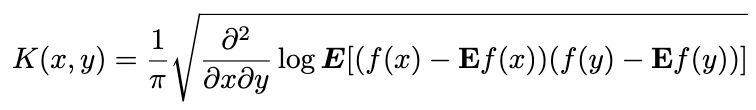 K(x, y) = \frac{1}{\pi} \sqrt{\frac{\partial^2}{\partial x \partial y} \log \boldsymbol{E}[(f(x) - \mathbf{E}f(x))(f(y) - \mathbf{E}f(y))]}